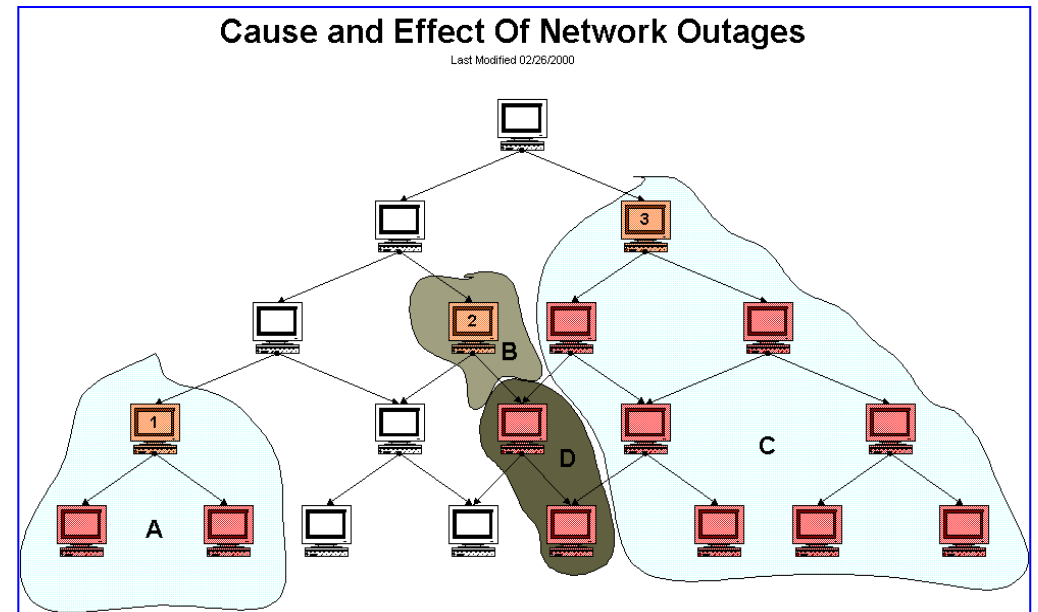 Cause and Effect Of Network Outages
Last Modified 02/26/2000
3
2
B
1
D
C
A